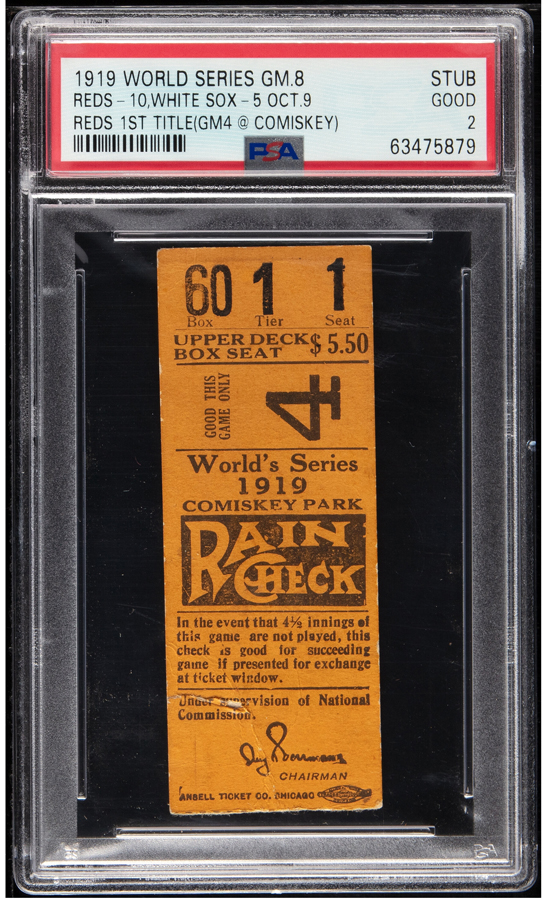 1919 WORLD SERIES GM.8 STUB
REDS - 10,WHITE SOX - 5 OCT.9 GOOD
REDS 1ST TITLE(GM4 @ COMISKEY) 2
PSA 63475879
60 1 1
Box Tier Seat
UPPER DECK
BOX SEAT $5.50
GOOD THIS
GAME ONLY
4
World's Series
1919
COMISKEY PARK
RAIN
CHECK
In the event that 4½ innings of
this game are not played, this
check is good for succeeding
game if presented for exchange
at ticket window.
Under supervision of National
Commission.
CHAIRMAN
ANSELL TICKET CO. CHICAGO